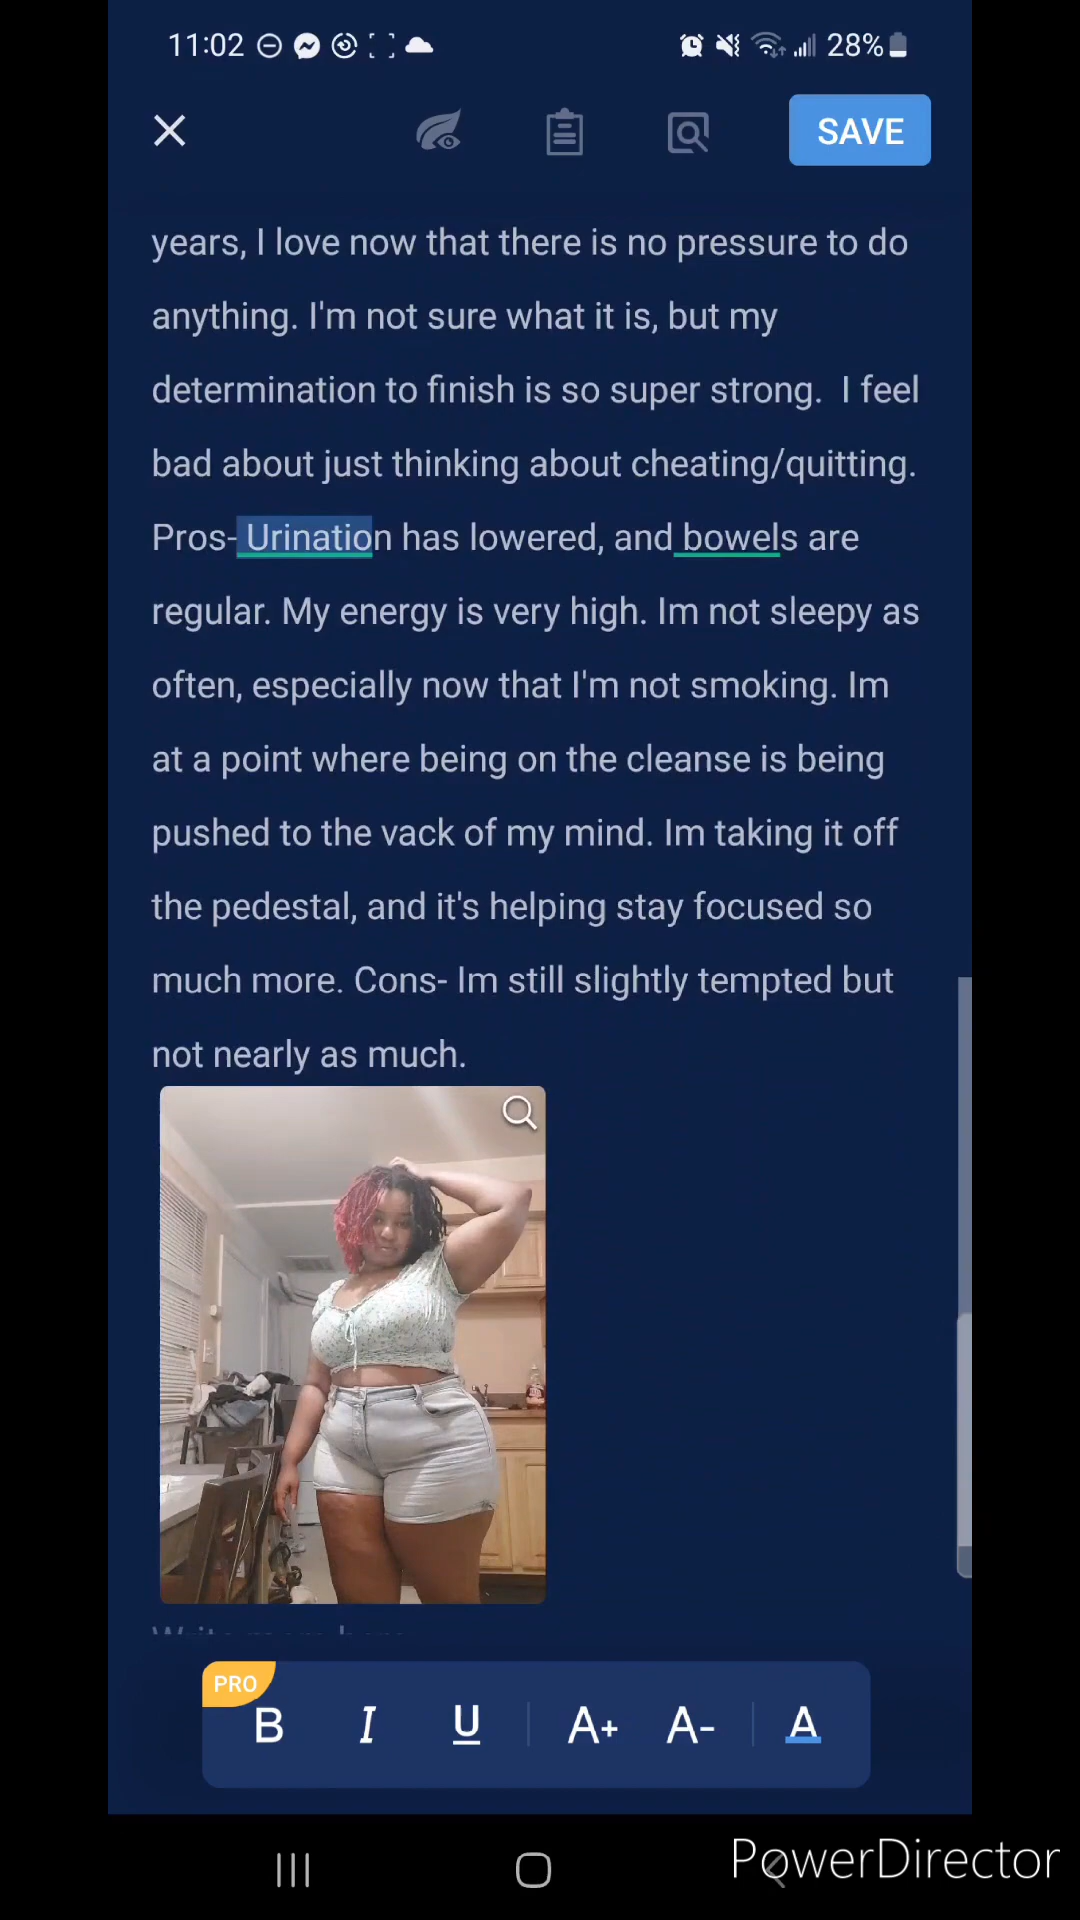 11:02
28%
SAVE
years, I love now that there is no pressure to do
anything. I'm not sure what it is, but my
determination to finish is so super strong.  I feel
bad about just thinking about cheating/quitting.
Pros- Urination has lowered, and bowels are
regular. My energy is very high. Im not sleepy as
often, especially now that I'm not smoking. Im
at a point where being on the cleanse is being
pushed to the vack of my mind. Im taking it off
the pedestal, and it's helping stay focused so
much more. Cons- Im still slightly tempted but
not nearly as much.
PRO
B I U A+ A- A
PowerDirector